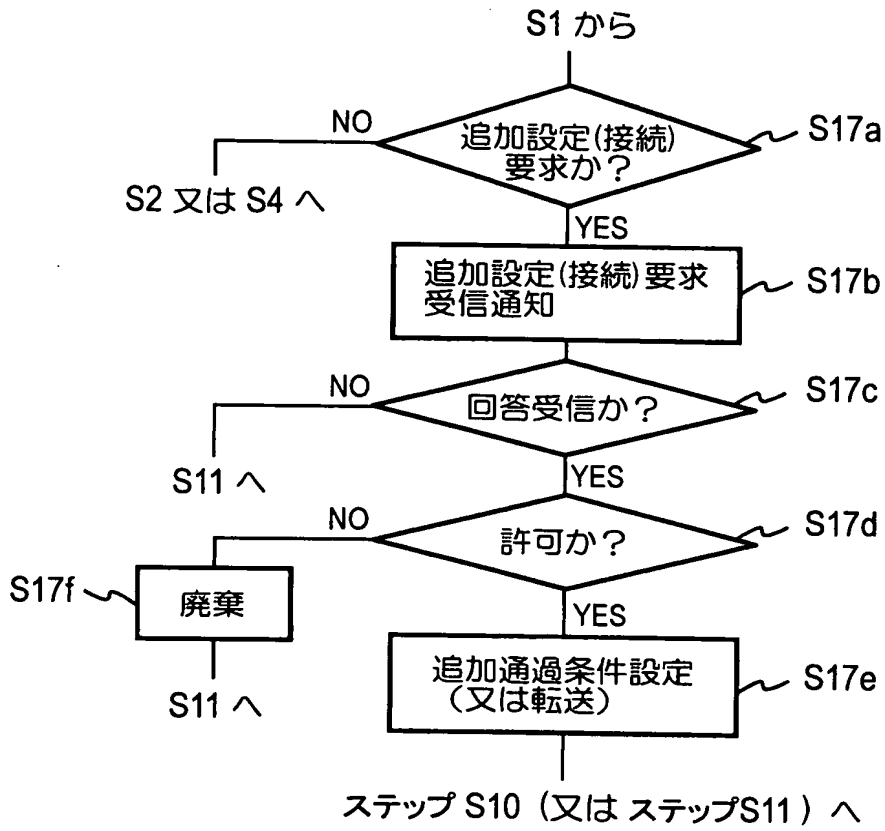 S1 から
追加設定(接続)
要求か?
S17a
NO
S2 又は S4 へ
YES
追加設定(接続)要求
受信通知
S17b
NO
回答受信か?
S17c
S11 へ
YES
NO
許可か?
S17d
S17f
廃棄
YES
S11 へ
追加通過条件設定
(又は転送)
S17e
ステップ S10 (又は ステップS11) へ